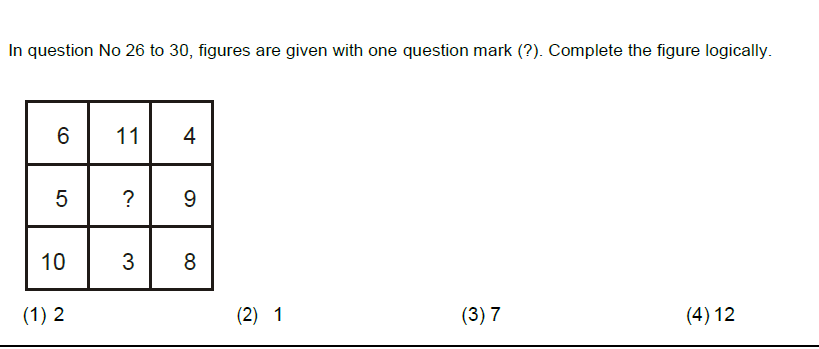 In question No 26 to 30, figures are given with one question mark (?). Complete the figure logically.
6 11 4
5 ? 9
10 3 8
(1) 2 (2) 1 (3) 7 (4) 12